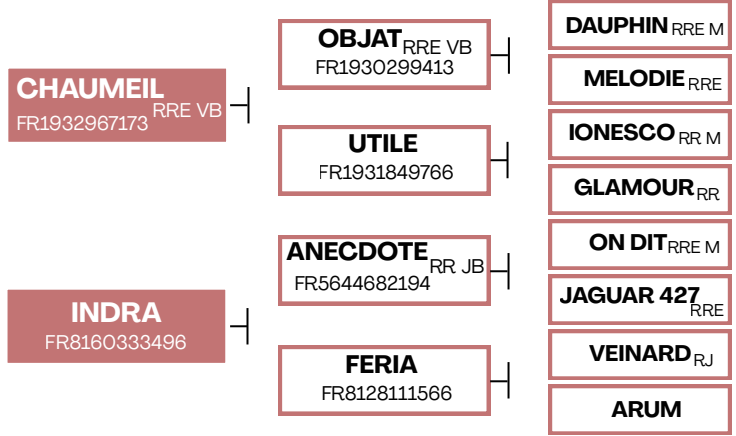 CHAUMEIL RRE VB
FR1932967173
INDRA
FR8160333496
OBJAT RRE VB
FR1930299413
UTILE
FR1931849766
ANECDOTE RR JB
FR5644682194
FERIA
FR8128111566
DAUPHIN RRE M
MELODIE RRE
IONESCO RR M
GLAMOUR RR
ON DIT RRE M
JAGUAR 427 RRE
VEINARD RJ
ARUM